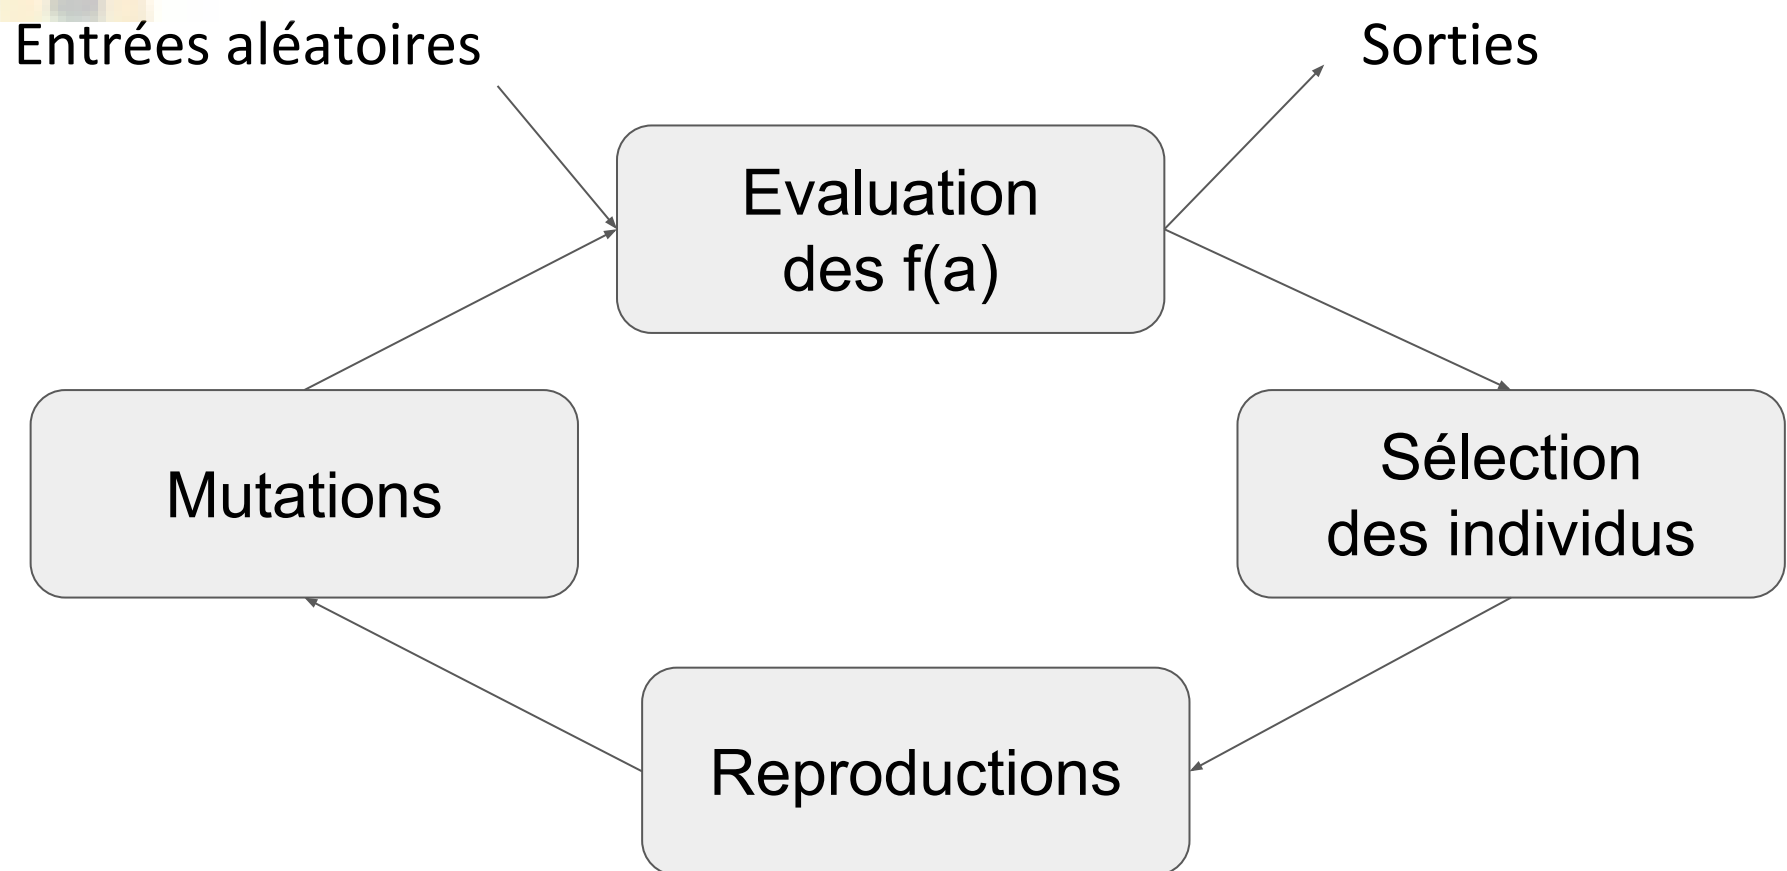 Entrées aléatoires
Sorties
Evaluation
des f(a)
Mutations
Sélection
des individus
Reproductions